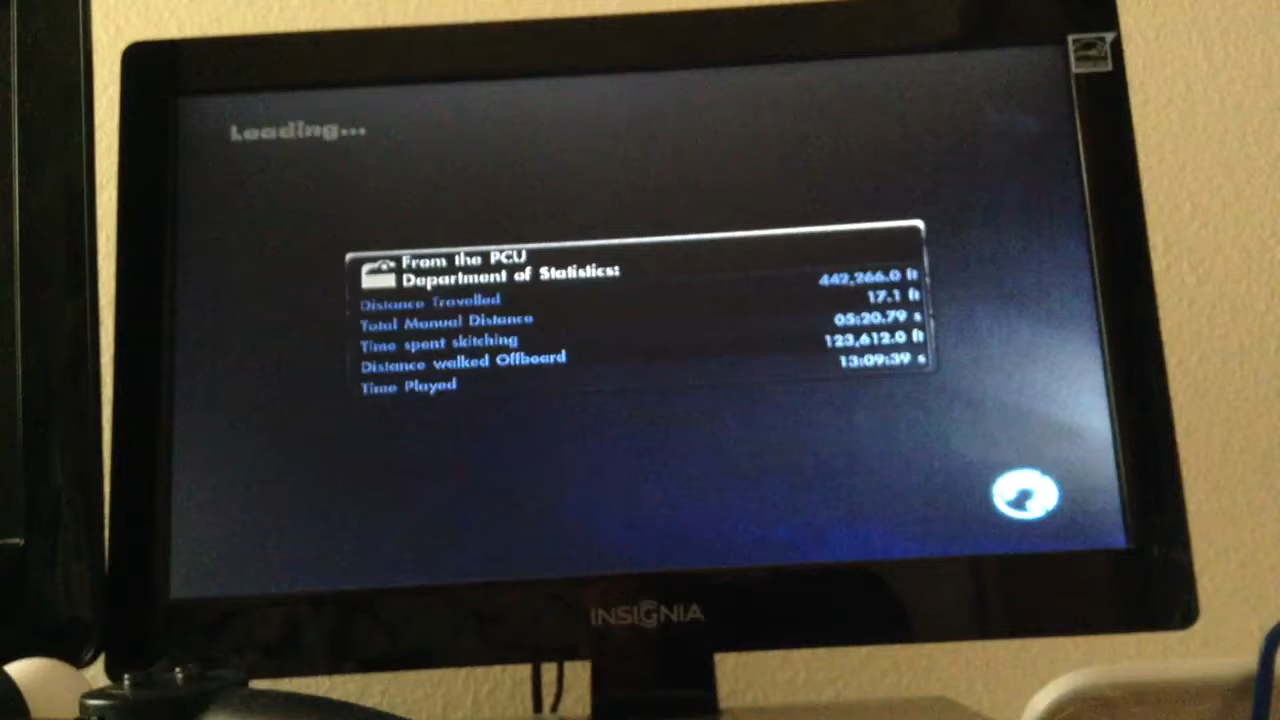 Loading...
From the PCU
Department of Statistics:
Distance Travelled 442,266.0 ft
Total Manual Distance 17.1 ft
Time spent skitching 05:20.79 s
Distance walked Offboard 123,612.0 ft
Time Played 13:09:39 s
INSIGNIA